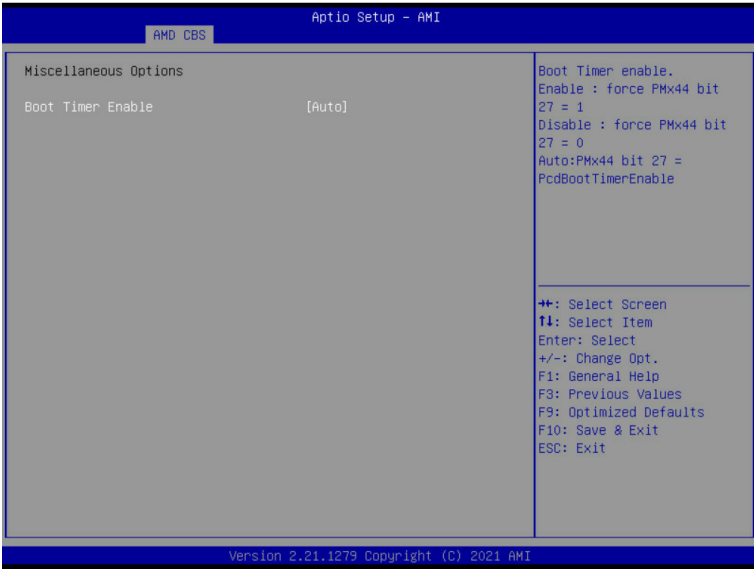 Aptio Setup - AMI
AMD CBS
Miscellaneous Options
Boot Timer Enable [Auto]
Boot Timer enable.
Enable : force PMx44 bit
27 = 1
Disable : force PMx44 bit
27 = 0
Auto:PMx44 bit 27 =
PcdBootTimerEnable
→←: Select Screen
↑↓: Select Item
Enter: Select
+/-: Change Opt.
F1: General Help
F3: Previous Values
F9: Optimized Defaults
F10: Save & Exit
ESC: Exit
Version 2.21.1279 Copyright (C) 2021 AMI